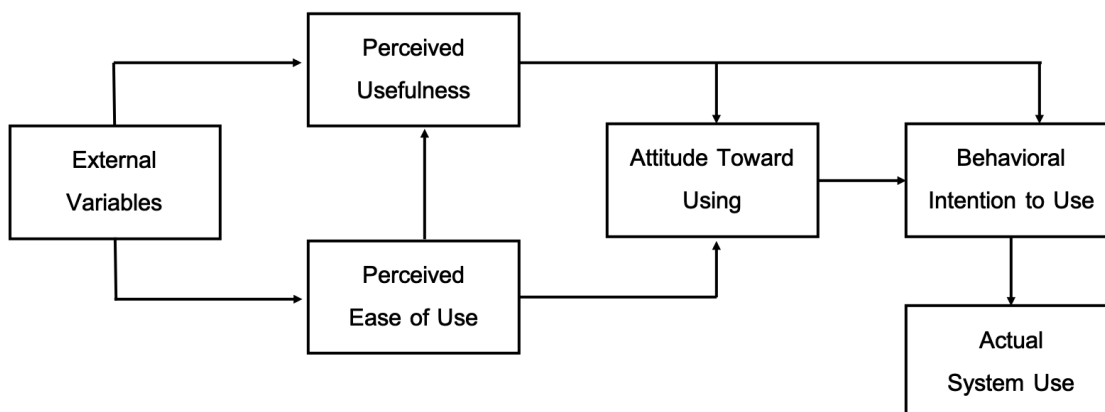 Perceived
Usefulness
External
Variables
Attitude Toward
Using
Behavioral
Intention to Use
Perceived
Ease of Use
Actual
System Use